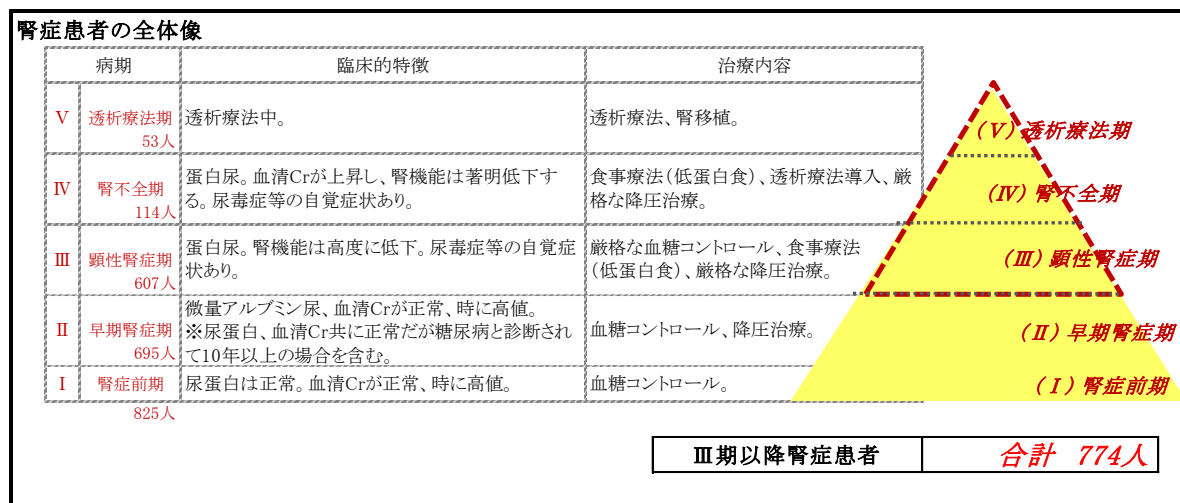 腎症患者の全体像
病期 臨床的特徴 治療内容
Ⅴ 透析療法期 透析療法中。 透析療法、腎移植。
53人
Ⅳ 腎不全期 蛋白尿。血清Crが上昇し、腎機能は著明低下す
る。尿毒症等の自覚症状あり。
114人
食事療法(低蛋白食)、透析療法導入、厳
格な降圧治療。
Ⅲ 顕性腎症期 蛋白尿。腎機能は高度に低下。尿毒症等の自覚症
状あり。
607人
厳格な血糖コントロール、食事療法
(低蛋白食)、厳格な降圧治療。
Ⅱ 早期腎症期 微量アルブミン尿、血清Crが正常、時に高値。
※尿蛋白、血清Cr共に正常だが糖尿病と診断され
て10年以上の場合を含む。
695人
血糖コントロール、降圧治療。
Ⅰ 腎症前期 尿蛋白は正常。血清Crが正常、時に高値。 血糖コントロール。
825人
(Ⅴ)透析療法期
(Ⅳ)腎不全期
(Ⅲ)顕性腎症期
(Ⅱ)早期腎症期
(Ⅰ)腎症前期
Ⅲ期以降腎症患者 合計 774人